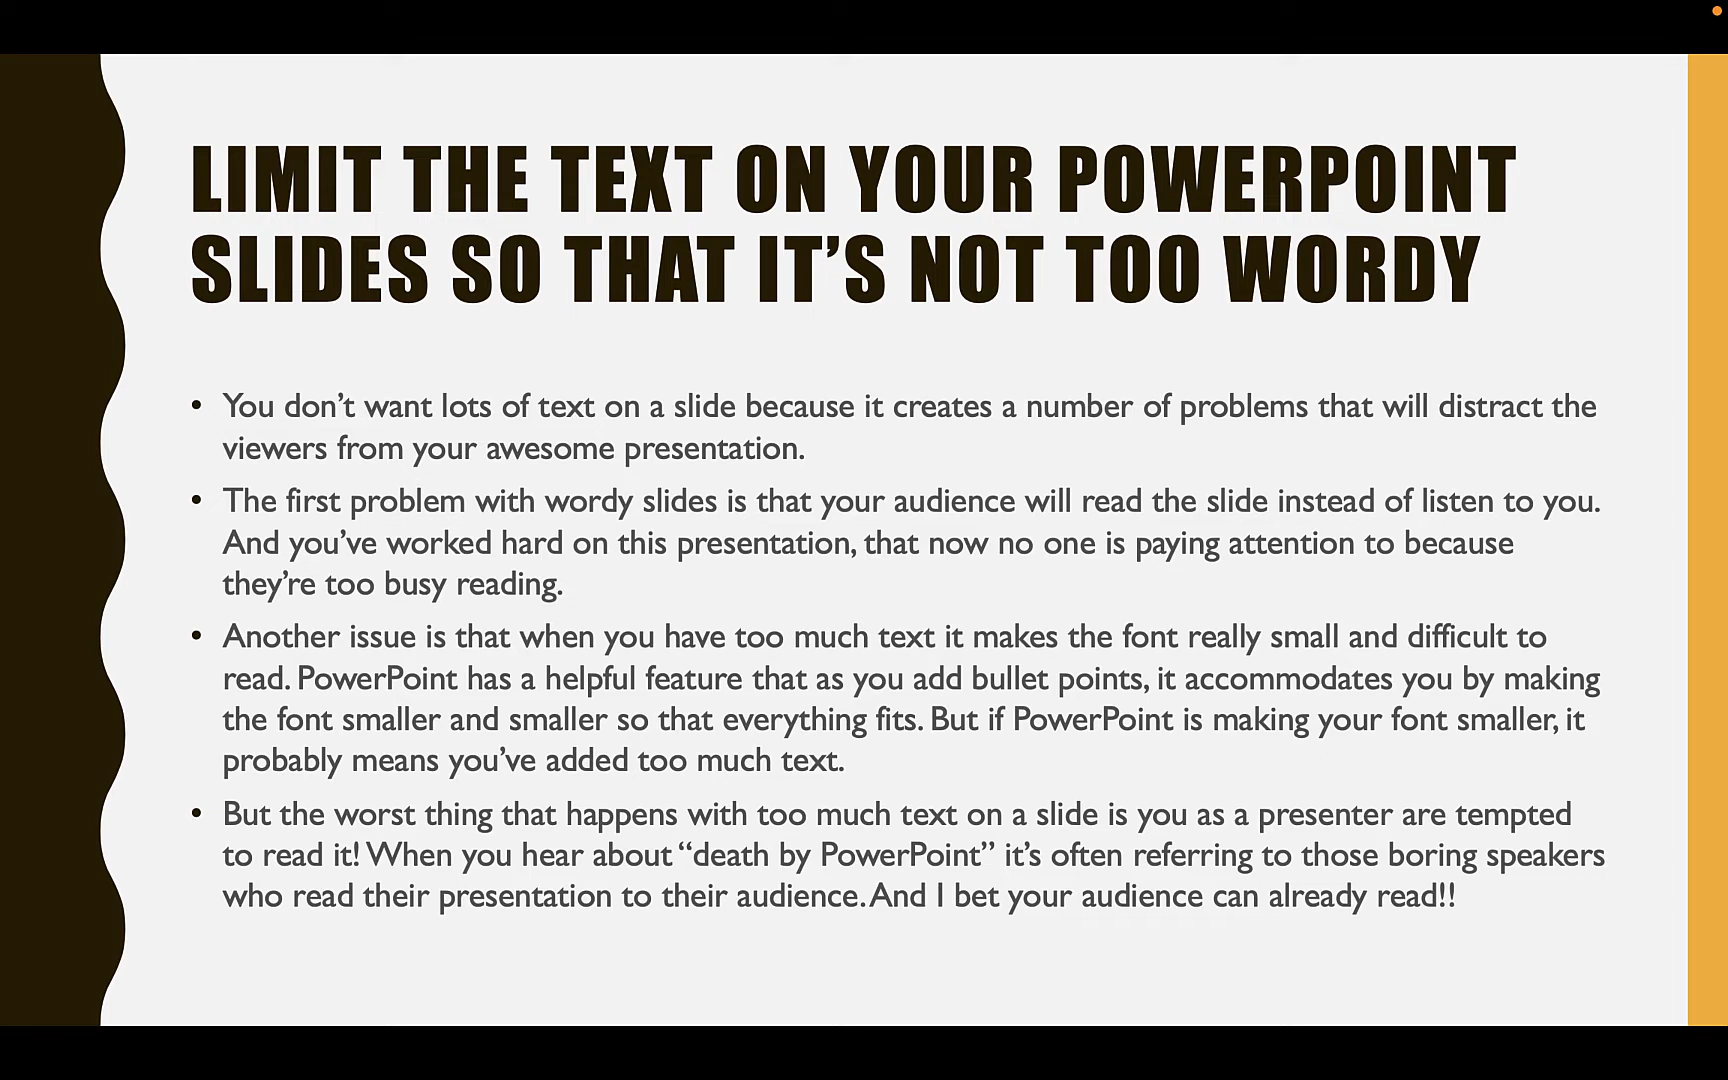 LIMIT THE TEXT ON YOUR POWERPOINT
SLIDES SO THAT IT’S NOT TOO WORDY
• You don’t want lots of text on a slide because it creates a number of problems that will distract the
viewers from your awesome presentation.
• The first problem with wordy slides is that your audience will read the slide instead of listen to you.
And you’ve worked hard on this presentation, that now no one is paying attention to because
they’re too busy reading.
• Another issue is that when you have too much text it makes the font really small and difficult to
read. PowerPoint has a helpful feature that as you add bullet points, it accommodates you by making
the font smaller and smaller so that everything fits. But if PowerPoint is making your font smaller, it
probably means you’ve added too much text.
• But the worst thing that happens with too much text on a slide is you as a presenter are tempted
to read it! When you hear about “death by PowerPoint” it’s often referring to those boring speakers
who read their presentation to their audience. And I bet your audience can already read!!